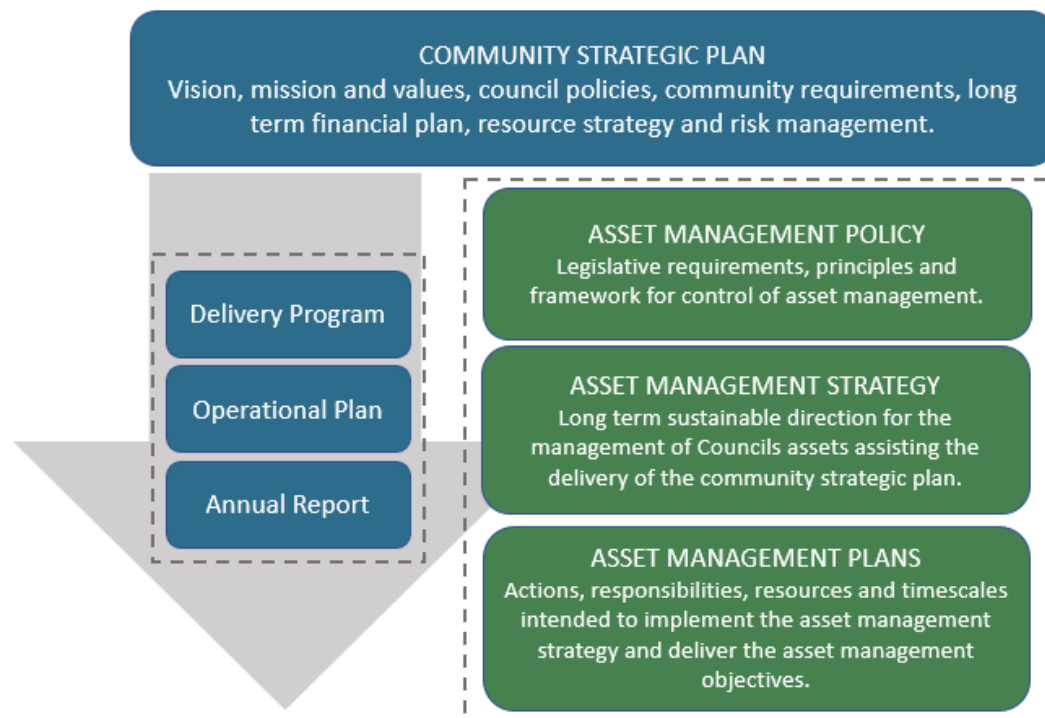 COMMUNITY STRATEGIC PLAN
Vision, mission and values, council policies, community requirements, long
term financial plan, resource strategy and risk management.
Delivery Program
Operational Plan
Annual Report
ASSET MANAGEMENT POLICY
Legislative requirements, principles and
framework for control of asset management.
ASSET MANAGEMENT STRATEGY
Long term sustainable direction for the
management of Councils assets assisting the
delivery of the community strategic plan.
ASSET MANAGEMENT PLANS
Actions, responsibilities, resources and timescales
intended to implement the asset management
strategy and deliver the asset management
objectives.